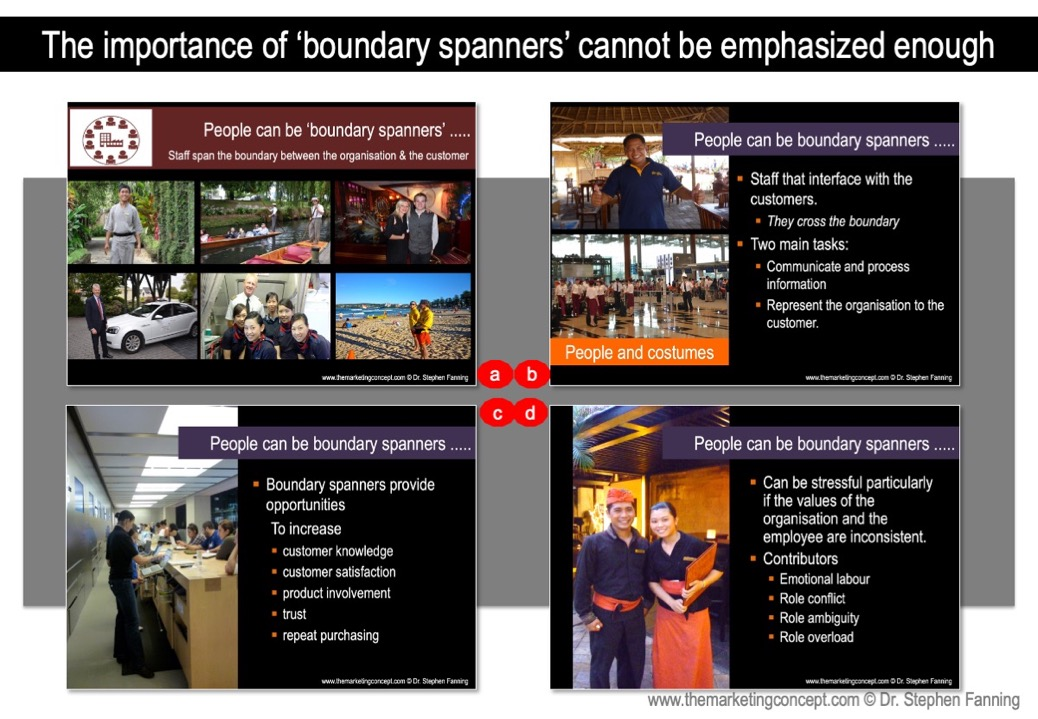 The importance of ‘boundary spanners’ cannot be emphasized enough
People can be ‘boundary spanners’ .....
Staff span the boundary between the organisation & the customer
www.themarketingconcept.com © Dr. Stephen Fanning
a
People can be boundary spanners .....
Staff that interface with the
customers.
They cross the boundary
Two main tasks:
Communicate and process
information
Represent the organisation to the
customer.
People and costumes
www.themarketingconcept.com © Dr. Stephen Fanning
b
c
People can be boundary spanners .....
Boundary spanners provide
opportunities
To increase
customer knowledge
customer satisfaction
product involvement
trust
repeat purchasing
www.themarketingconcept.com © Dr. Stephen Fanning
d
People can be boundary spanners .....
Can be stressful particularly
if the values of the
organisation and the
employee are inconsistent.
Contributors
Emotional labour
Role conflict
Role ambiguity
Role overload
www.themarketingconcept.com © Dr. Stephen Fanning
www.themarketingconcept.com © Dr. Stephen Fanning